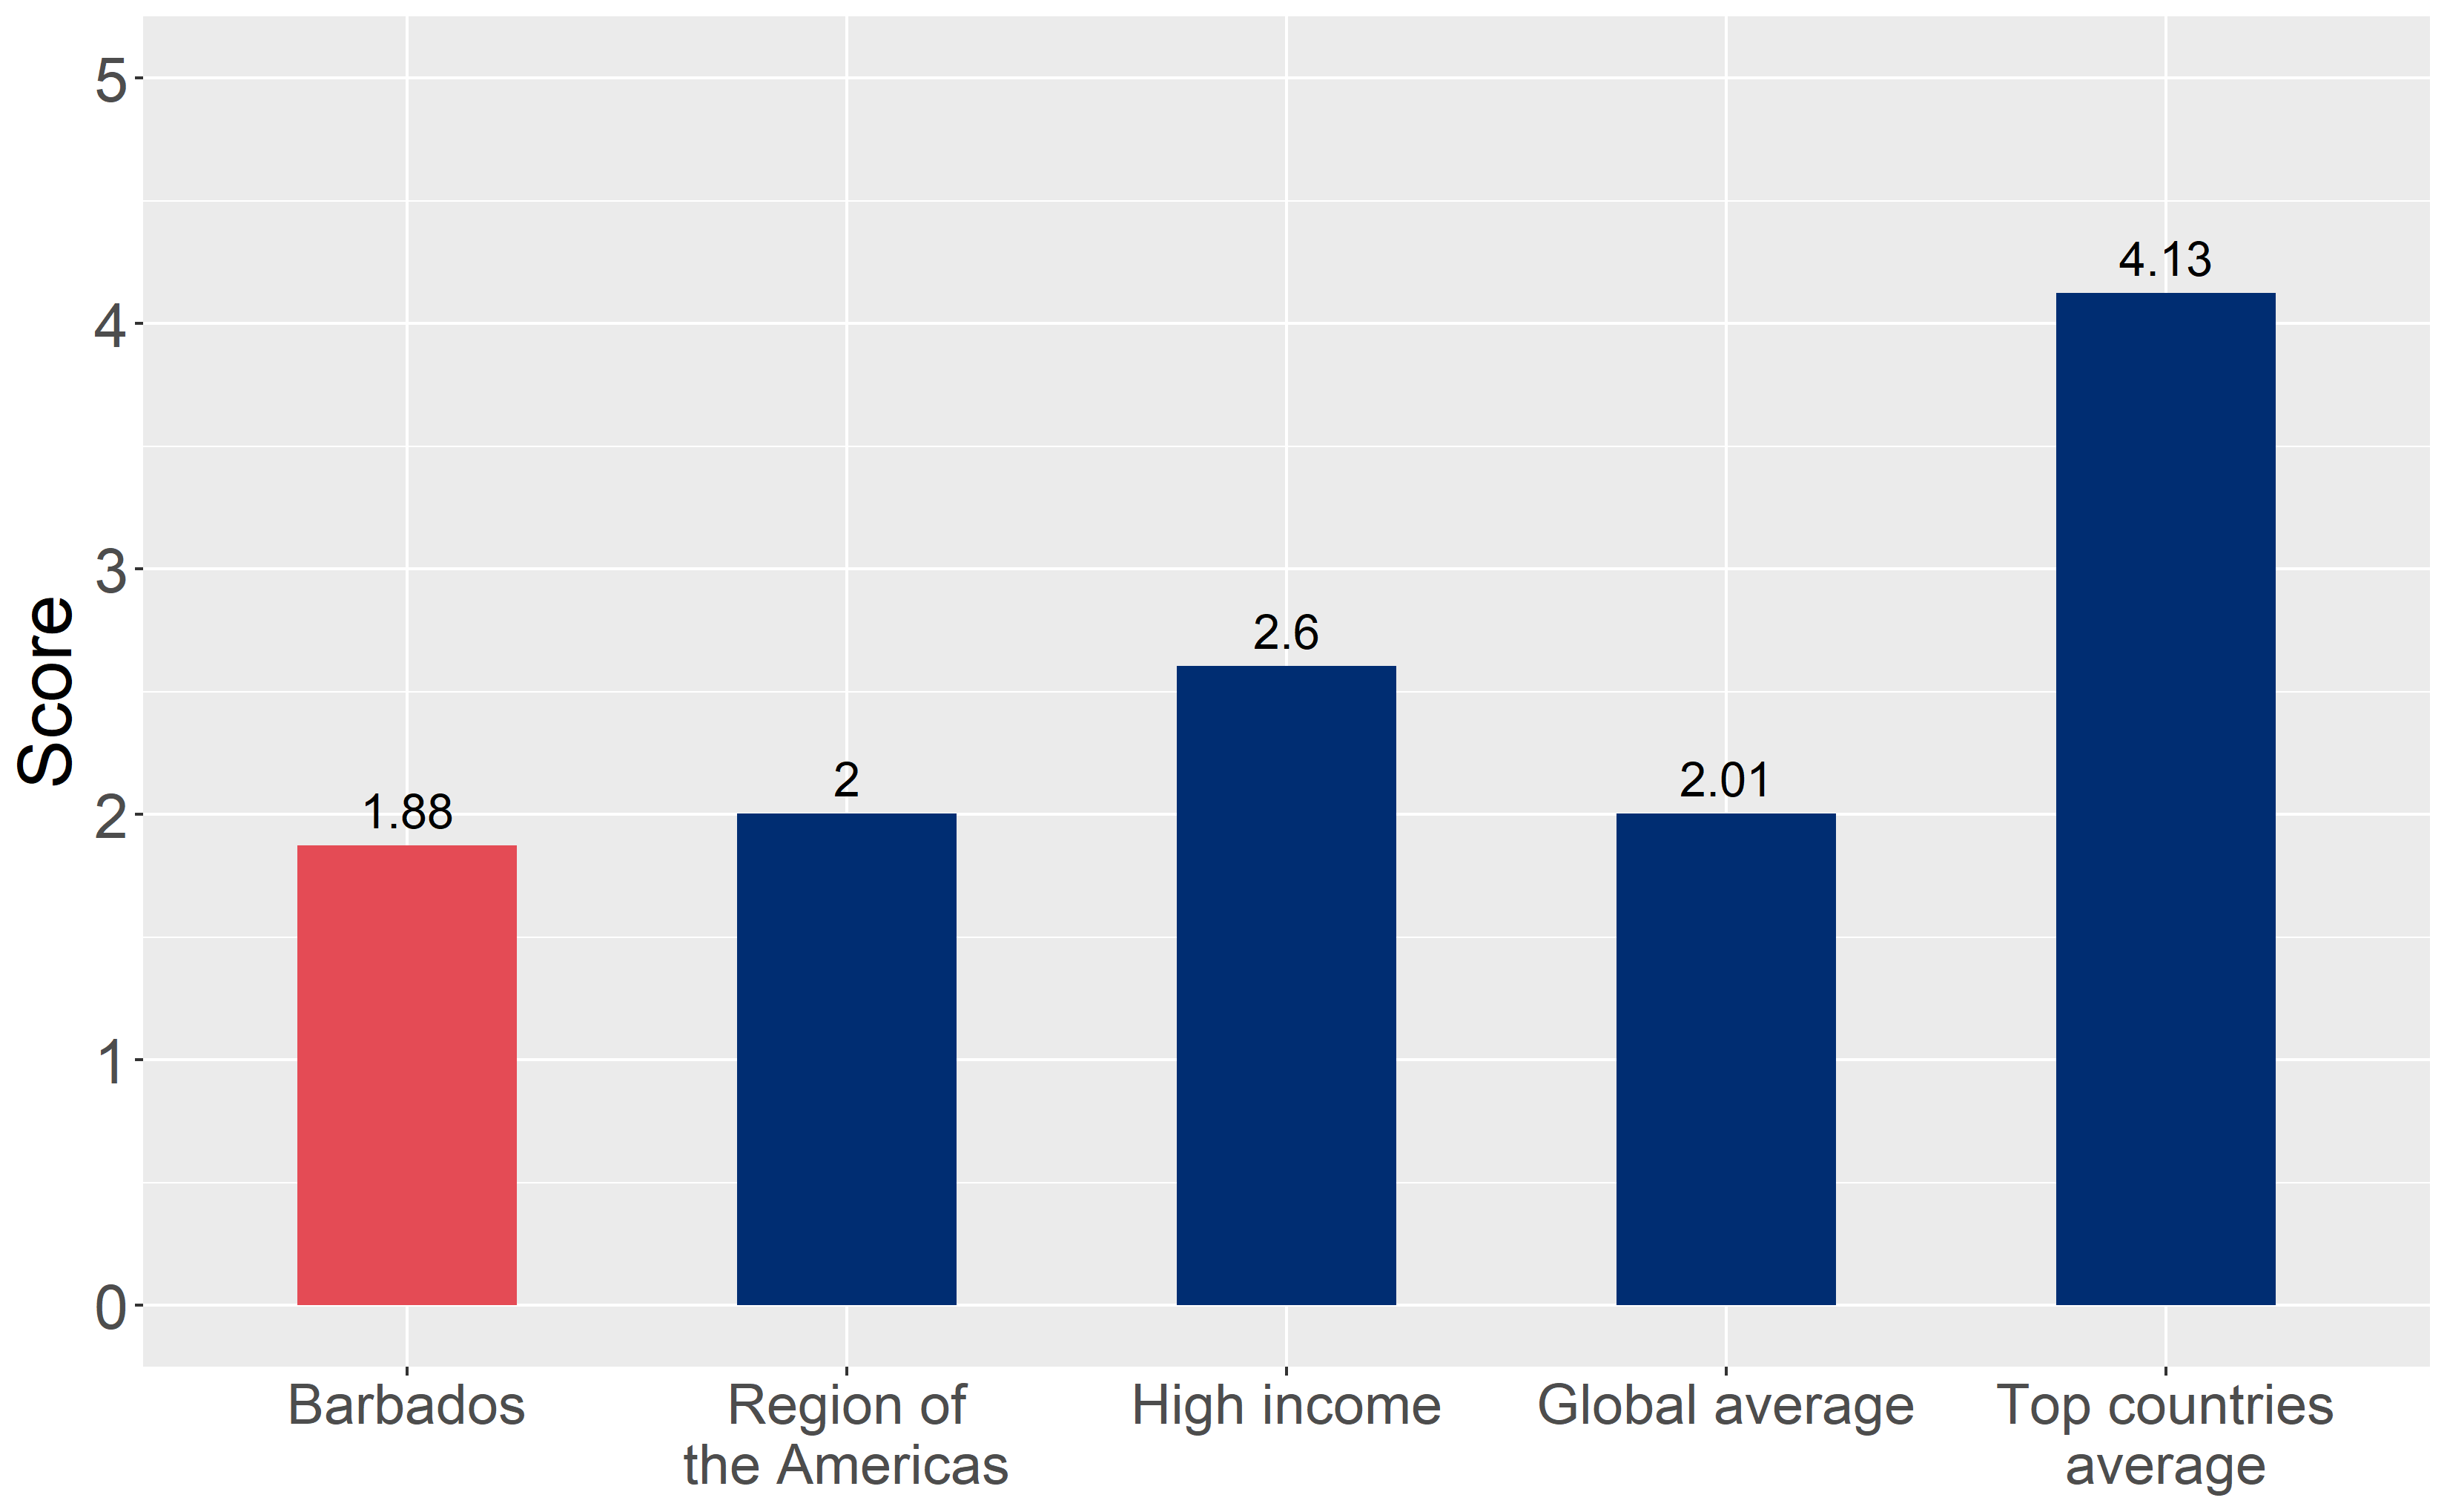 Score
5
4
3
2
1
0
1.88
2
2.6
2.01
4.13
Barbados
Region of
the Americas
High income
Global average
Top countries
average